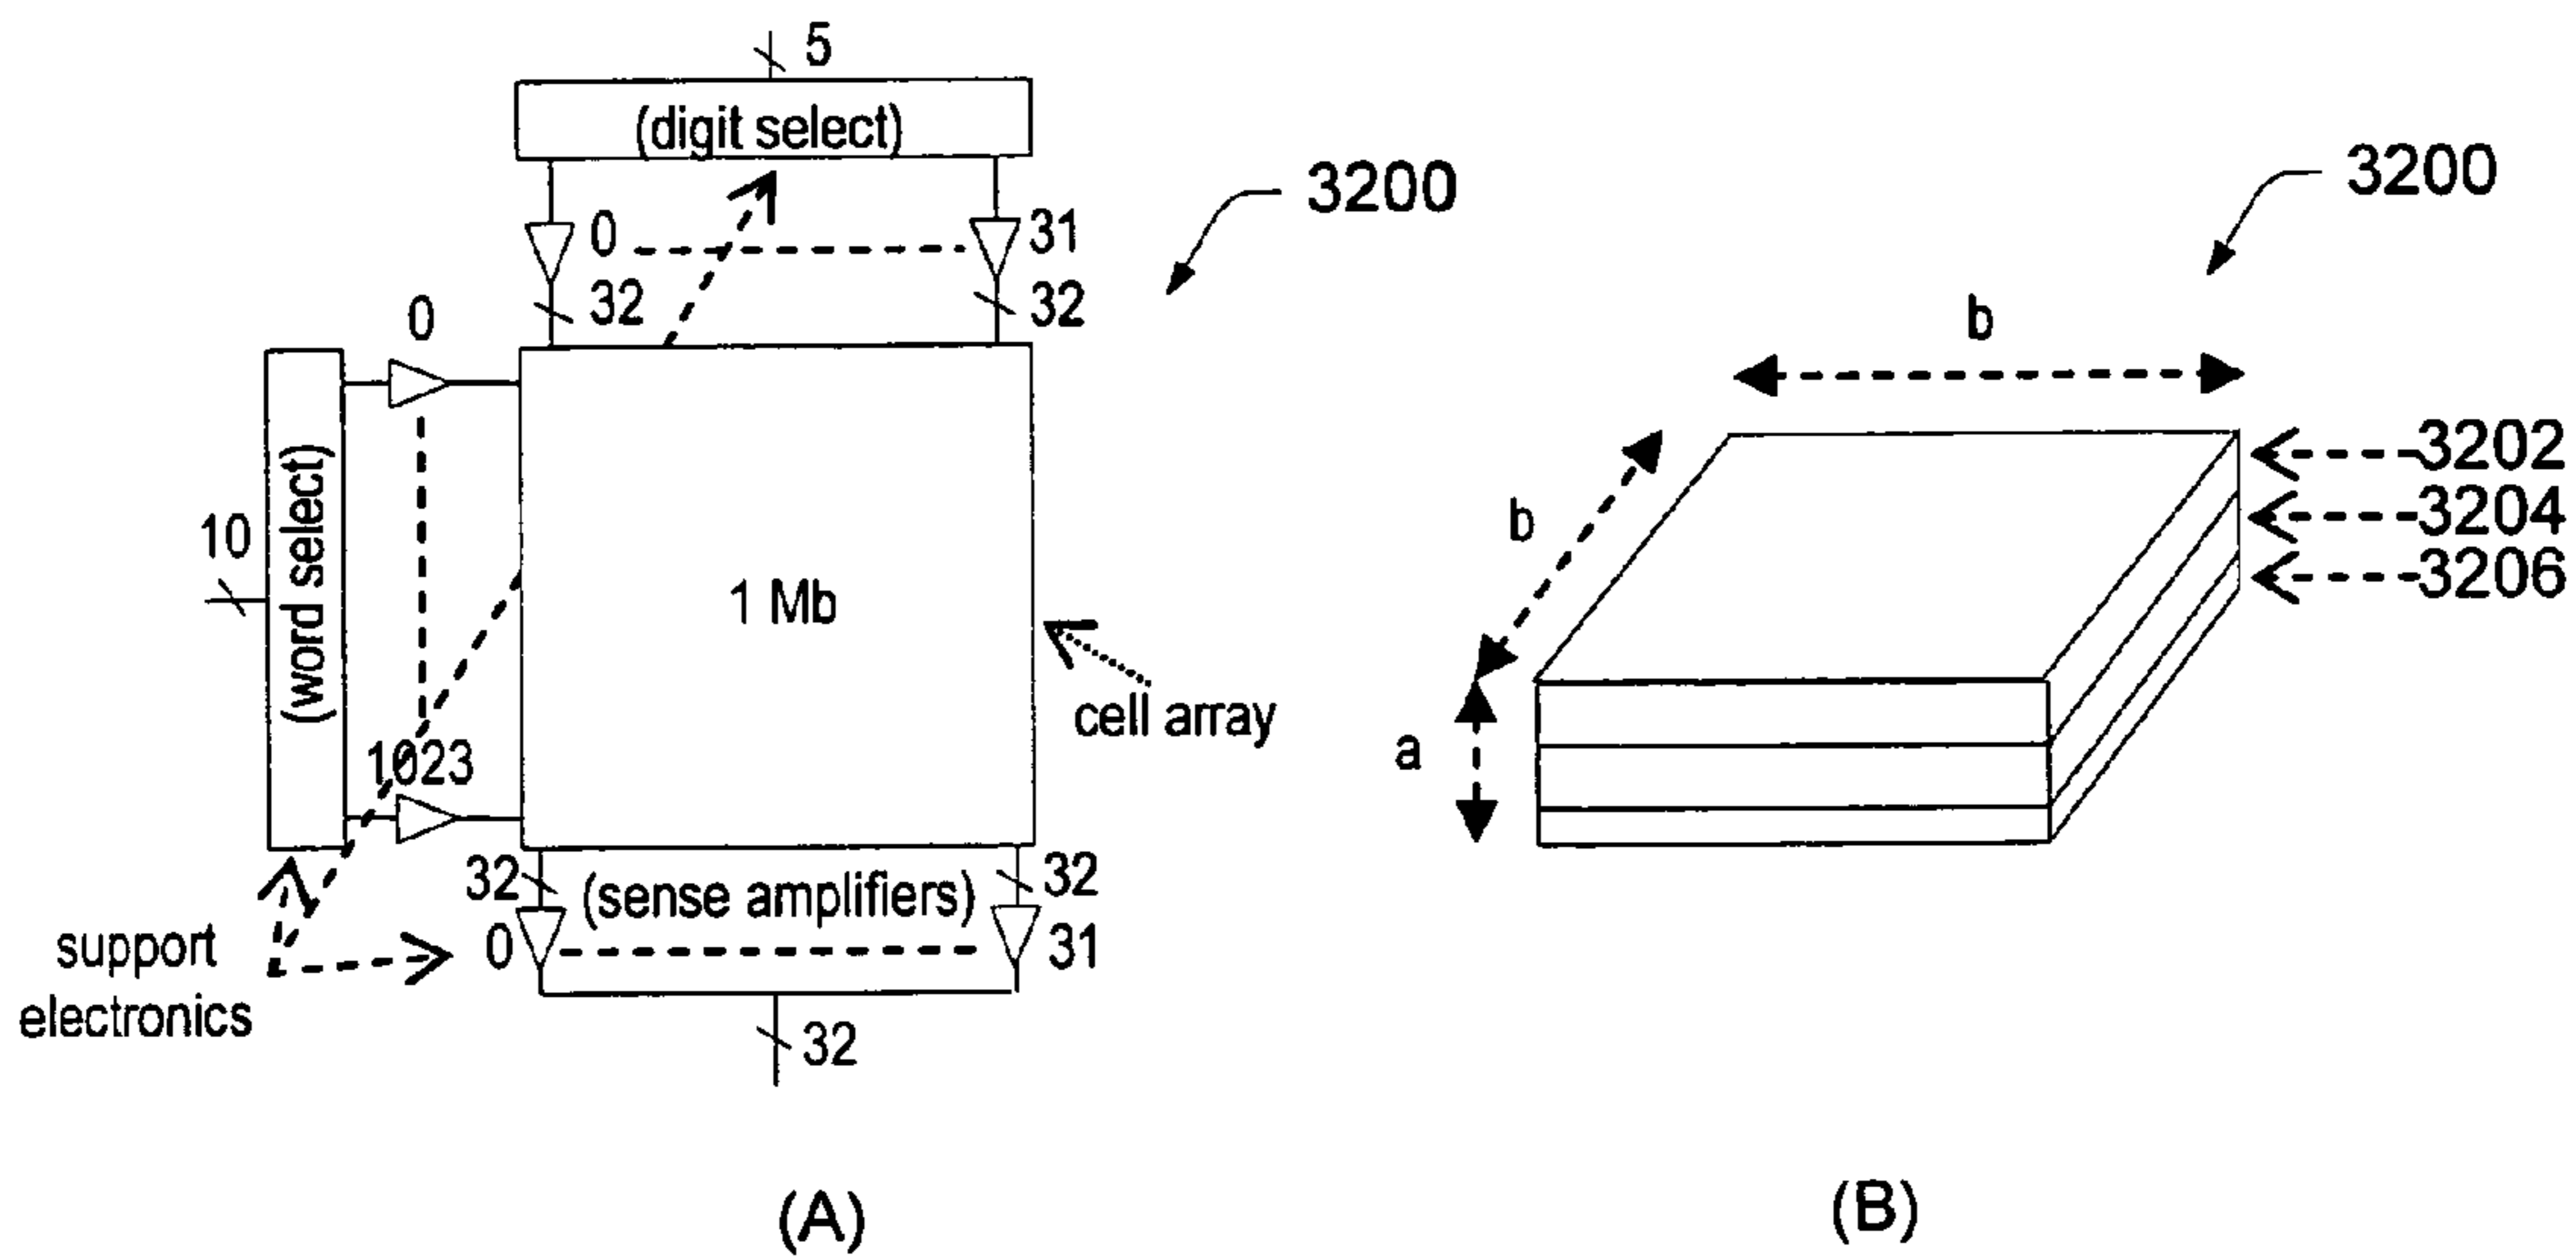 5
(digit select)
3200
0
31
32
32
0
(word select)
10
1023
1 Mb
cell array
32
(sense amplifiers)
32
0
31
support
electronics
32
(A)
3200
b
b
a
3202
3204
3206
(B)